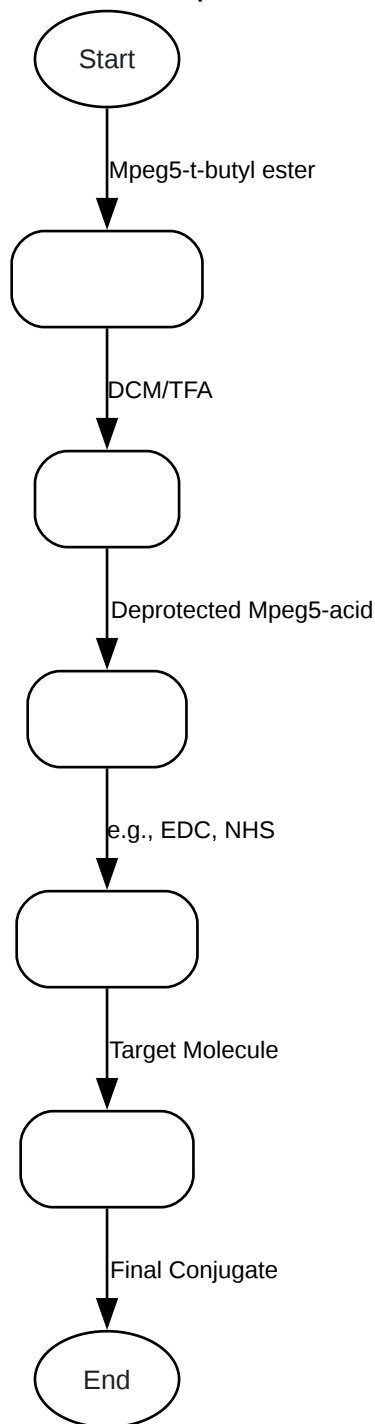 Start
Mpeg5-t-butyl ester
DCM/TFA
Deprotected Mpeg5-acid
e.g., EDC, NHS
Target Molecule
Final Conjugate
End